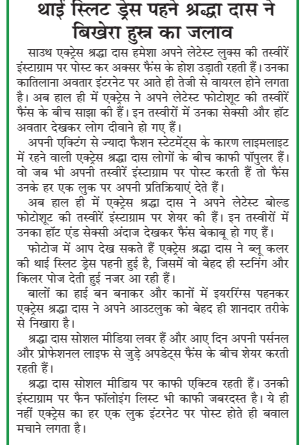 थाई स्लिट ड्रेस पहने श्रद्धा दास ने
बिखेरा हुस्न का जलाव
साउथ एक्ट्रेस श्रद्धा दास हमेशा अपने लेटेस्ट लुक्स की तस्वीरें
इंस्टाग्राम पर पोस्ट कर अक्सर फैंस के होश उड़ाती रहती हैं। उनका
कातिलाना अवतार इंटरनेट पर आते ही तेजी से वायरल होने लगता
है। अब हाल ही में एक्ट्रेस ने अपने लेटेस्ट फोटोशूट की तस्वीरें
फैंस के बीच साझा की हैं। इन तस्वीरों में उनका सेक्सी और हॉट
अवतार देखकर लोग दीवाने हो गए हैं।
अपनी एक्टिंग से ज्यादा फैशन स्टेटमेंट्स के कारण लाइमलाइट
में रहने वाली एक्ट्रेस श्रद्धा दास लोगों के बीच काफी पॉपुलर हैं।
वो जब भी अपनी तस्वीरें इंस्टाग्राम पर पोस्ट करती हैं तो फैंस
उनके हर एक लुक पर अपनी प्रतिक्रियाएं देते हैं।
अब हाल ही में एक्ट्रेस श्रद्धा दास ने अपने लेटेस्ट बोल्ड
फोटोशूट की तस्वीरें इंस्टाग्राम पर शेयर की हैं। इन तस्वीरों में
उनका हॉट एंड सेक्सी अंदाज देखकर फैंस बेकाबू हो गए हैं।
फोटोज में आप देख सकते हैं एक्ट्रेस श्रद्धा दास ने ब्लू कलर
की थाई स्लिट ड्रेस पहनी हुई है, जिसमें वो बेहद ही स्टनिंग और
किलर पोज देती हुई नजर आ रही हैं।
बालों का हाई बन बनाकर और कानों में इयररिंग्स पहनकर
एक्ट्रेस श्रद्धा दास ने अपने आउटलुक को बेहद ही शानदार तरीके
से निखारा है।
श्रद्धा दास सोशल मीडिया लवर हैं और आए दिन अपनी पर्सनल
और प्रोफेशनल लाइफ से जुड़े अपडेट्स फैंस के बीच शेयर करती
रहती हैं।
श्रद्धा दास सोशल मीडिाय पर काफी एक्टिव रहती हैं। उनकी
इंस्टाग्राम पर फैन फॉलोइंग लिस्ट भी काफी जबरदस्त है। ये ही
नहीं एक्ट्रेस का हर एक लुक इंटरनेट पर पोस्ट होते ही बवाल
मचाने लगता है।